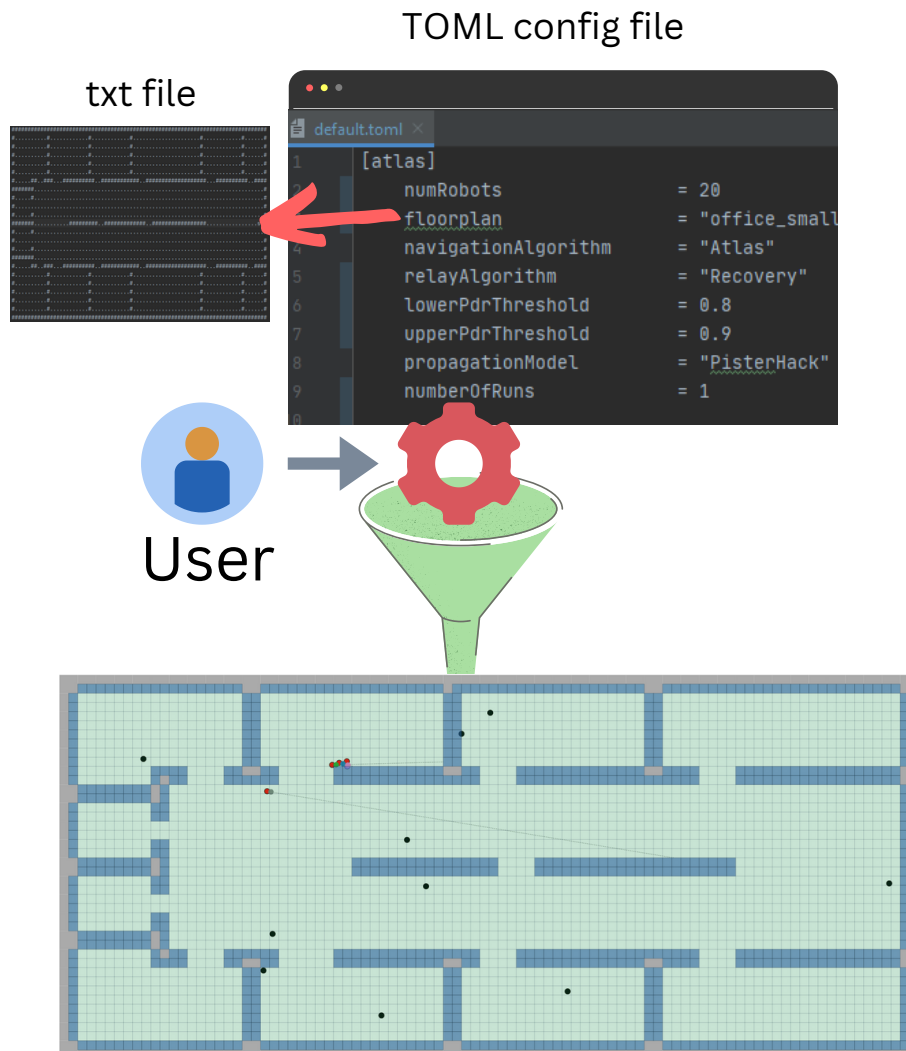 TOML config file
txt file
default.toml
1 [atlas]
numRobots = 20
floorplan = "office_small
4 navigationAlgorithm = "Atlas"
5 relayAlgorithm = "Recovery"
6 lowerPdrThreshold = 0.8
7 upperPdrThreshold = 0.9
8 propagationModel = "PisterHack"
9 numberOfRuns = 1
User